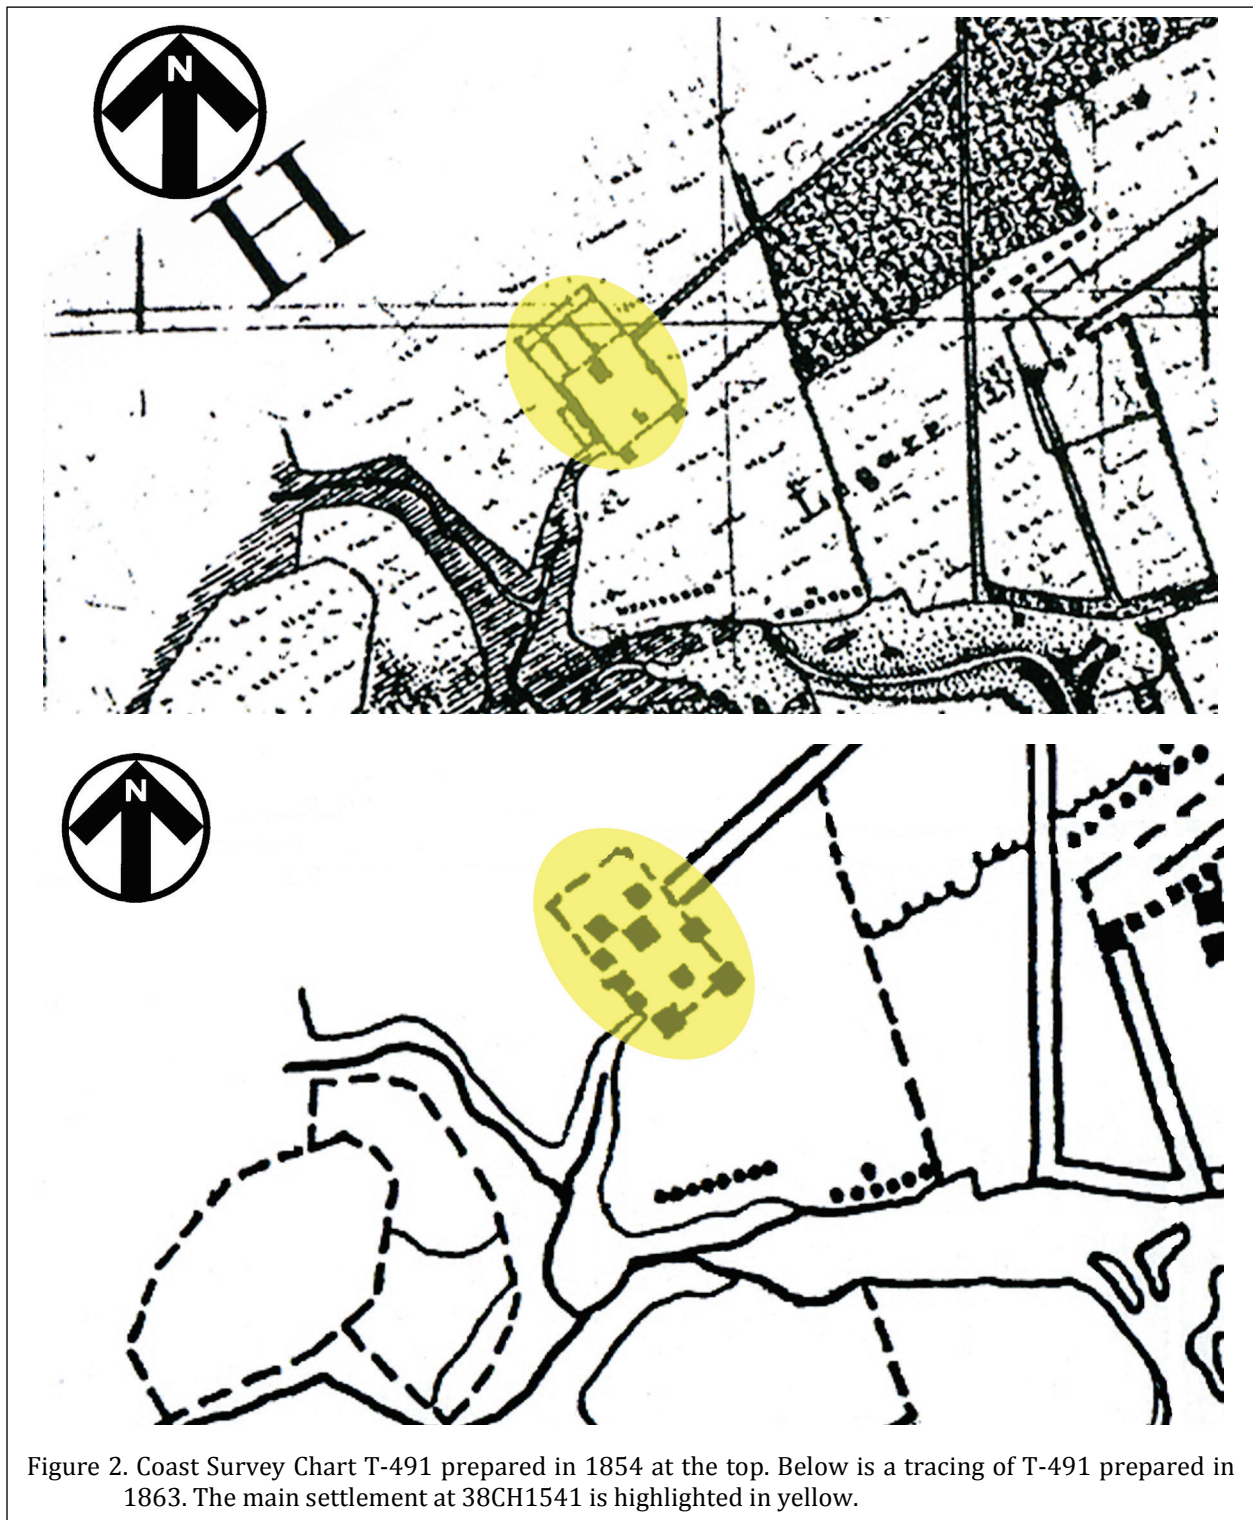 N
H
N
Figure 2. Coast Survey Chart T-491 prepared in 1854 at the top. Below is a tracing of T-491 prepared in
1863. The main settlement at 38CH1541 is highlighted in yellow.